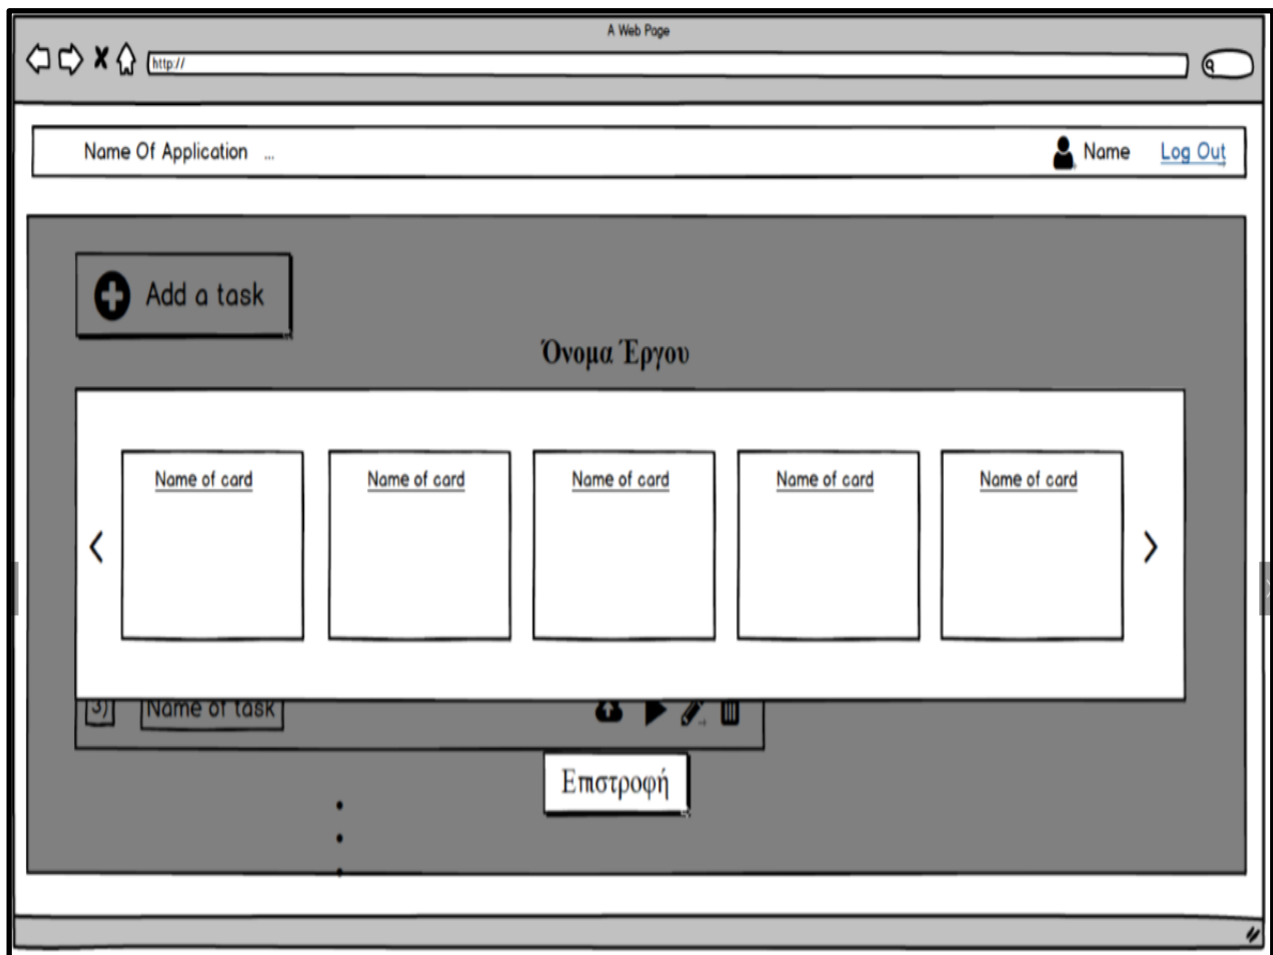 A Web Page
http://
Name Of Application ...
Name
Log Out
Add a task
Όνομα Έργου
Name of card
Name of card
Name of card
Name of card
Name of card
3) Name of task
Επιστροφή